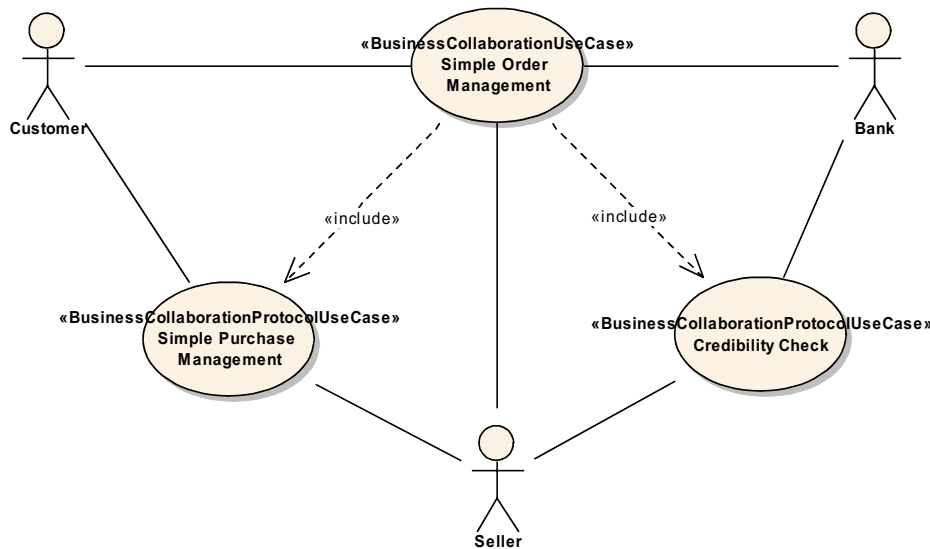 «BusinessCollaborationUseCase»
Simple Order
Management
Customer
Bank
«include»
«include»
«BusinessCollaborationProtocolUseCase»
Simple Purchase
Management
«BusinessCollaborationProtocolUseCase»
Credibility Check
Seller